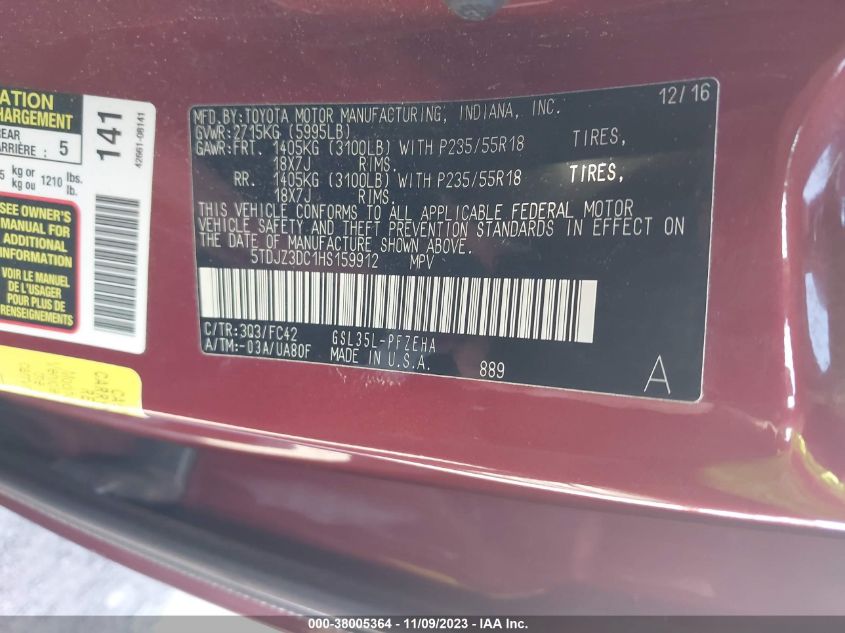 MFD. BY: TOYOTA MOTOR MANUFACTURING, INDIANA, INC. 12/16
GVWR: 2715KG (5995LB)
GAWR: FRT. 1405KG (3100LB) WITH P235/55R18 TIRES,
18X7J RIMS.
RR. 1405KG (3100LB) WITH P235/55R18 TIRES,
18X7J RIMS.
THIS VEHICLE CONFORMS TO ALL APPLICABLE FEDERAL MOTOR
VEHICLE SAFETY AND THEFT PREVENTION STANDARDS IN EFFECT ON
THE DATE OF MANUFACTURE SHOWN ABOVE.
5TDJZ3DC1HS159912 MPV
C/TR: 3Q3/FC42 GSL35L-PFZEHA
A/TM: -03A/UA80F MADE IN U.S.A. 889
A
ATION
HARGEMENT
REAR
ARRIÈRE : 5
5 kg or 1210 lbs.
kg ou lb.
SEE OWNER'S
MANUAL FOR
ADDITIONAL
INFORMATION
VOIR LE MANUEL
DE L'USAGER
POUR PLUS DE
RENSEIGNEMENTS
141
42661-08141
000-38005364 - 11/09/2023 - IAAI Inc.